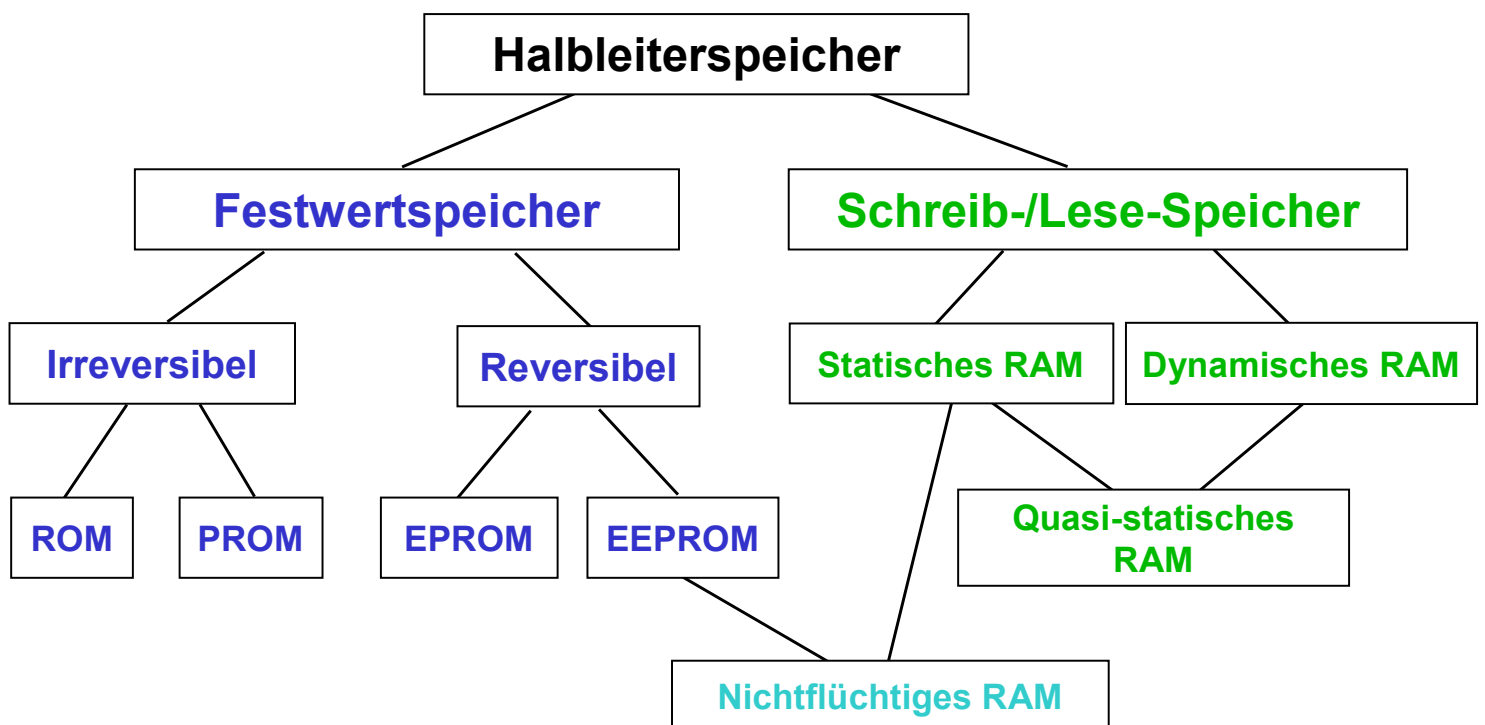 Halbleiterspeicher
Festwertspeicher
Schreib-/Lese-Speicher
Irreversibel
Reversibel
Statisches RAM
Dynamisches RAM
ROM
PROM
EPROM
EEPROM
Quasi-statisches
RAM
Nichtflüchtiges RAM